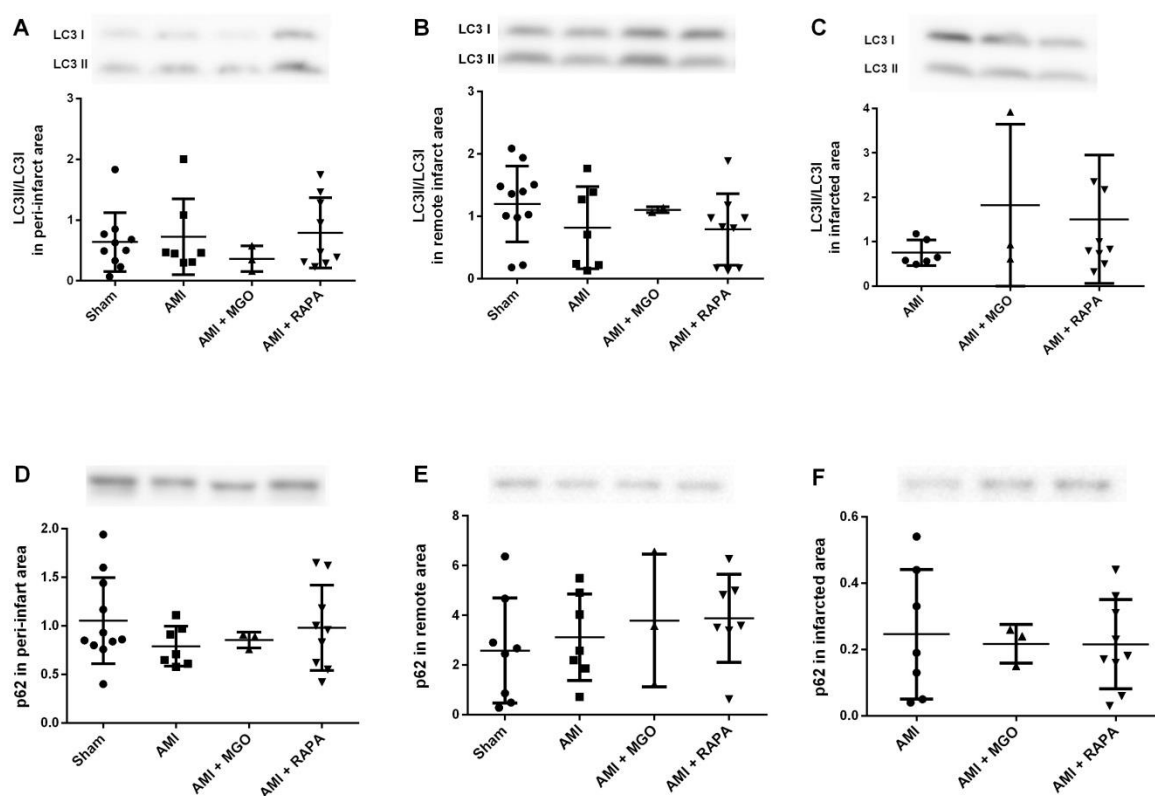 A
LC3 I
LC3 II
LC3II/LC3I
in peri-infarct area
3
2
1
0
Sham
AMI
AMI + MGO
AMI + RAPA
B
LC3 I
LC3 II
LC3II/LC3I
in remote infarct area
3
2
1
0
Sham
AMI
AMI + MGO
AMI + RAPA
C
LC3 I
LC3 II
LC3II/LC3I
in infarcted area
4
3
2
1
0
AMI
AMI + MGO
AMI + RAPA
D
p62 in peri-infart area
2.0
1.5
1.0
0.5
0.0
Sham
AMI
AMI + MGO
AMI + RAPA
E
p62 in remote area
8
6
4
2
0
Sham
AMI
AMI + MGO
AMI + RAPA
F
p62 in infarcted area
0.6
0.4
0.2
0.0
AMI
AMI + MGO
AMI + RAPA